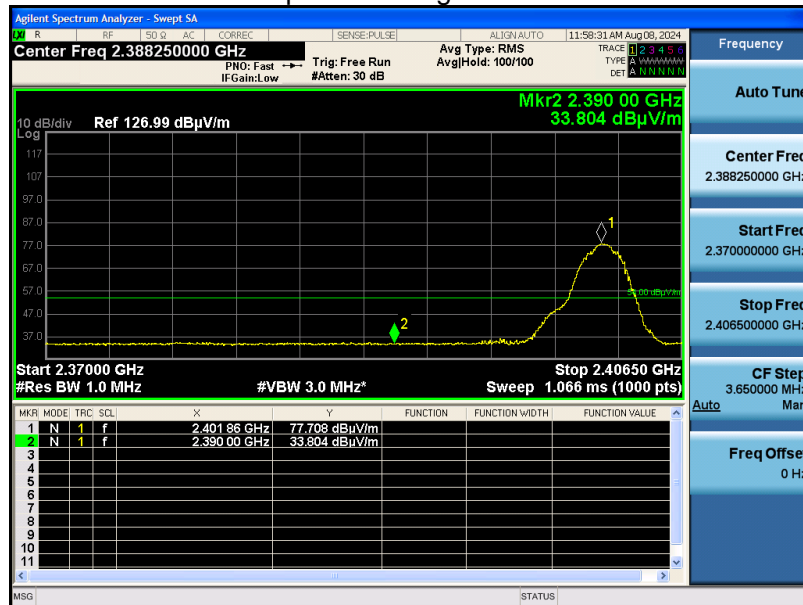 Agilent Spectrum Analyzer - Swept SA
LXI R RF 50 Ω AC CORREC SENSE:PULSE ALIGN AUTO 11:58:31 AM Aug 08, 2024
Center Freq 2.388250000 GHz
PNO: Fast
IFGain:Low
Trig: Free Run
#Atten: 30 dB
Avg Type: RMS
Avg|Hold: 100/100
TRACE 1 2 3 4 5 6
TYPE A WWWWW
DET A N N N N N
Mkr2 2.390 00 GHz
33.804 dBµV/m
10 dB/div Ref 126.99 dBµV/m
Log
117
107
97.0
87.0
77.0
67.0
57.0
47.0
37.0
1
2
Start 2.37000 GHz Stop 2.40650 GHz
#Res BW 1.0 MHz #VBW 3.0 MHz* Sweep 1.066 ms (1000 pts)
MKR MODE TRC SCL X Y FUNCTION FUNCTION WIDTH FUNCTION VALUE
1 N 1 f 2.401 86 GHz 77.708 dBµV/m
2 N 1 f 2.390 00 GHz 33.804 dBµV/m
3
4
5
6
7
8
9
10
11
MSG STATUS
Frequency
Auto Tune
Center Freq
2.388250000 GHz
Start Freq
2.370000000 GHz
Stop Freq
2.406500000 GHz
CF Step
3.650000 MHz
Auto Man
Freq Offset
0 Hz